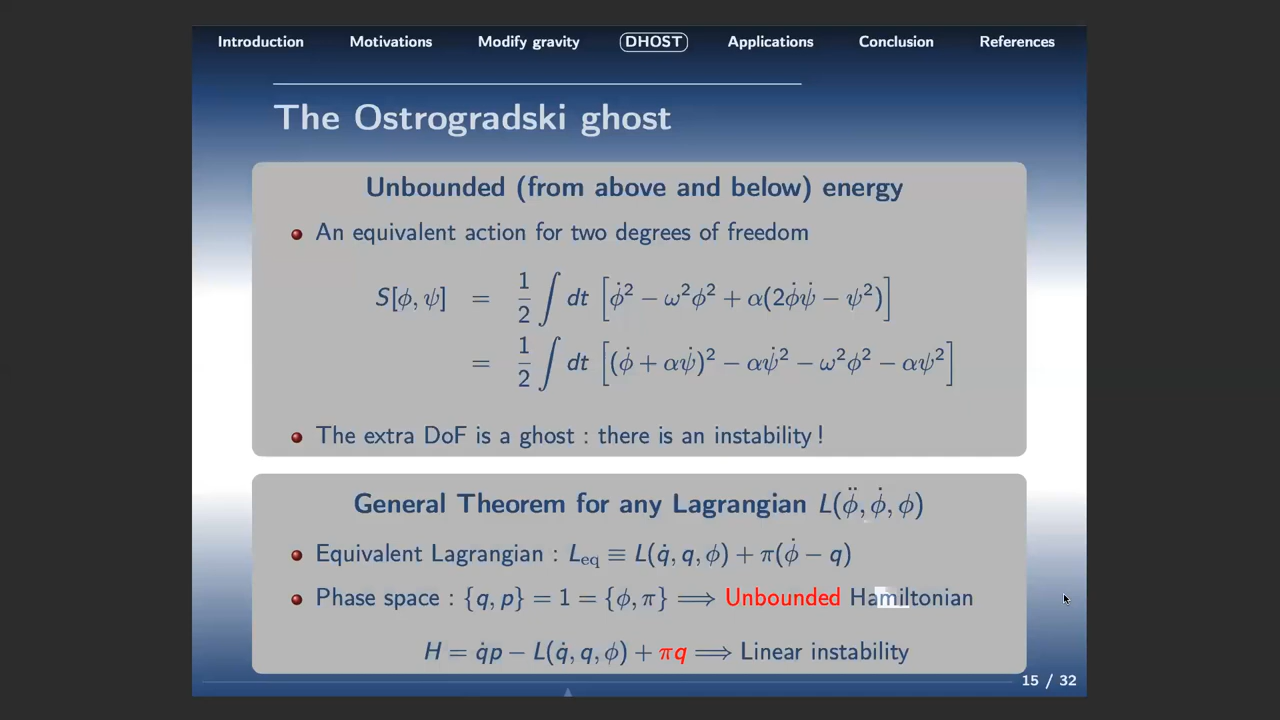 Introduction Motivations Modify gravity DHOST Applications Conclusion References
The Ostrogradski ghost
Unbounded (from above and below) energy
An equivalent action for two degrees of freedom
S[ϕ, ψ] = 1/2 ∫ dt [ϕ̇² − ω²ϕ² + α(2ϕ̇ψ̇ − ψ²)]
= 1/2 ∫ dt [(ϕ̇ + αψ̇)² − αψ̇² − ω²ϕ² − αψ²]
The extra DoF is a ghost : there is an instability !
General Theorem for any Lagrangian L(ϕ̈, ϕ̇, ϕ)
Equivalent Lagrangian : L_eq ≡ L(q̇, q, ϕ) + π(ϕ̇ − q)
Phase space : {q, p} = 1 = {ϕ, π} ⟹ Unbounded Hamiltonian
H = q̇p − L(q̇, q, ϕ) + πq ⟹ Linear instability
15 / 32